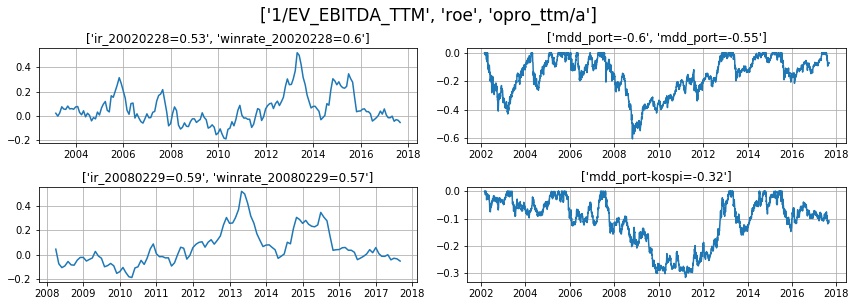 ['1/EV_EBITDA_TTM', 'roe', 'opro_ttm/a']
['ir_20020228=0.53', 'winrate_20020228=0.6']
0.4
0.2
0.0
−0.2
2004 2006 2008 2010 2012 2014 2016 2018
['mdd_port=-0.6', 'mdd_port=-0.55']
0.0
−0.2
−0.4
−0.6
2002 2004 2006 2008 2010 2012 2014 2016 2018
['ir_20080229=0.59', 'winrate_20080229=0.57']
0.4
0.2
0.0
−0.2
2008 2009 2010 2011 2012 2013 2014 2015 2016 2017 2018
['mdd_port-kospi=-0.32']
0.0
−0.1
−0.2
−0.3
2002 2004 2006 2008 2010 2012 2014 2016 2018